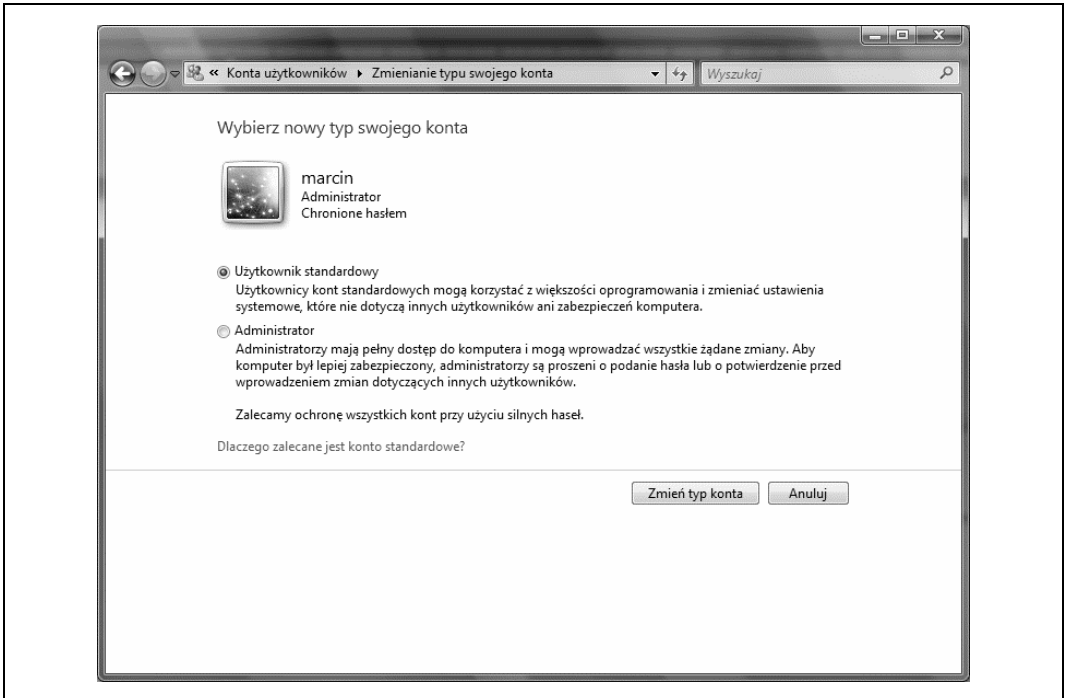 « Konta użytkowników ▸ Zmienianie typu swojego konta
Wyszukaj
Wybierz nowy typ swojego konta
marcin
Administrator
Chronione hasłem
Użytkownik standardowy
Użytkownicy kont standardowych mogą korzystać z większości oprogramowania i zmieniać ustawienia
systemowe, które nie dotyczą innych użytkowników ani zabezpieczeń komputera.
Administrator
Administratorzy mają pełny dostęp do komputera i mogą wprowadzać wszystkie żądane zmiany. Aby
komputer był lepiej zabezpieczony, administratorzy są proszeni o podanie hasła lub o potwierdzenie przed
wprowadzeniem zmian dotyczących innych użytkowników.
Zalecamy ochronę wszystkich kont przy użyciu silnych haseł.
Dlaczego zalecane jest konto standardowe?
Zmień typ konta
Anuluj